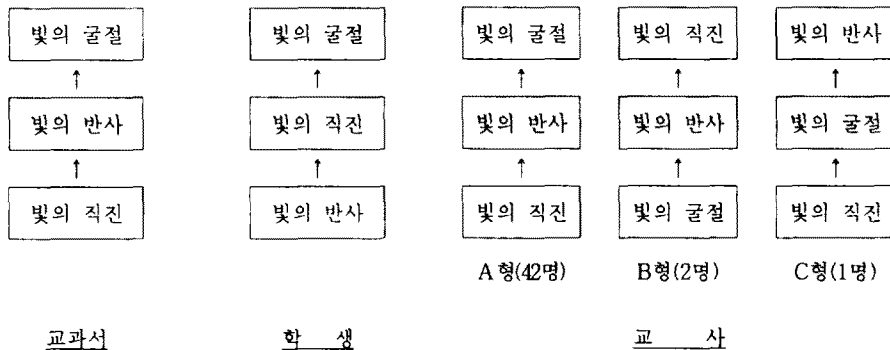 빛의 굴절 빛의 굴절 빛의 굴절 빛의 직진 빛의 반사
↑ ↑ ↑ ↑ ↑
빛의 반사 빛의 직진 빛의 반사 빛의 반사 빛의 굴절
↑ ↑ ↑ ↑ ↑
빛의 직진 빛의 반사 빛의 직진 빛의 굴절 빛의 직진
A형(42명) B형(2명) C형(1명)
교과서 학 생 교 사